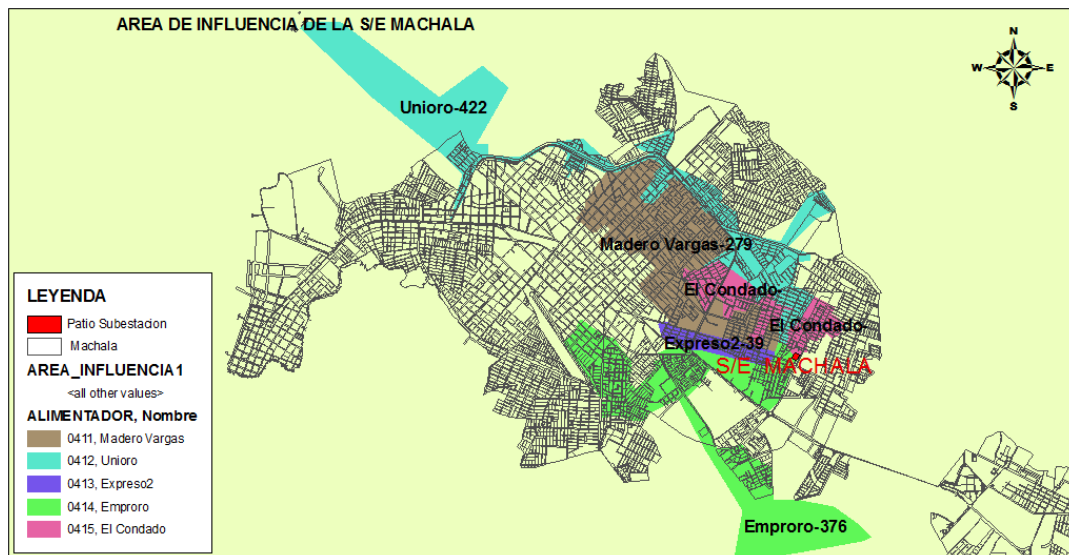 AREA DE INFLUENCIA DE LA S/E MACHALA
N
W
E
S
Unioro-422
Madero Vargas-279
El Condado-
El Condado-
Expreso2-39
S/E MACHALA
Emproro-376
LEYENDA
Patio Subestacion
Machala
AREA_INFLUENCIA1
<all other values>
ALIMENTADOR, Nombre
0411, Madero Vargas
0412, Unioro
0413, Expreso2
0414, Emproro
0415, El Condado